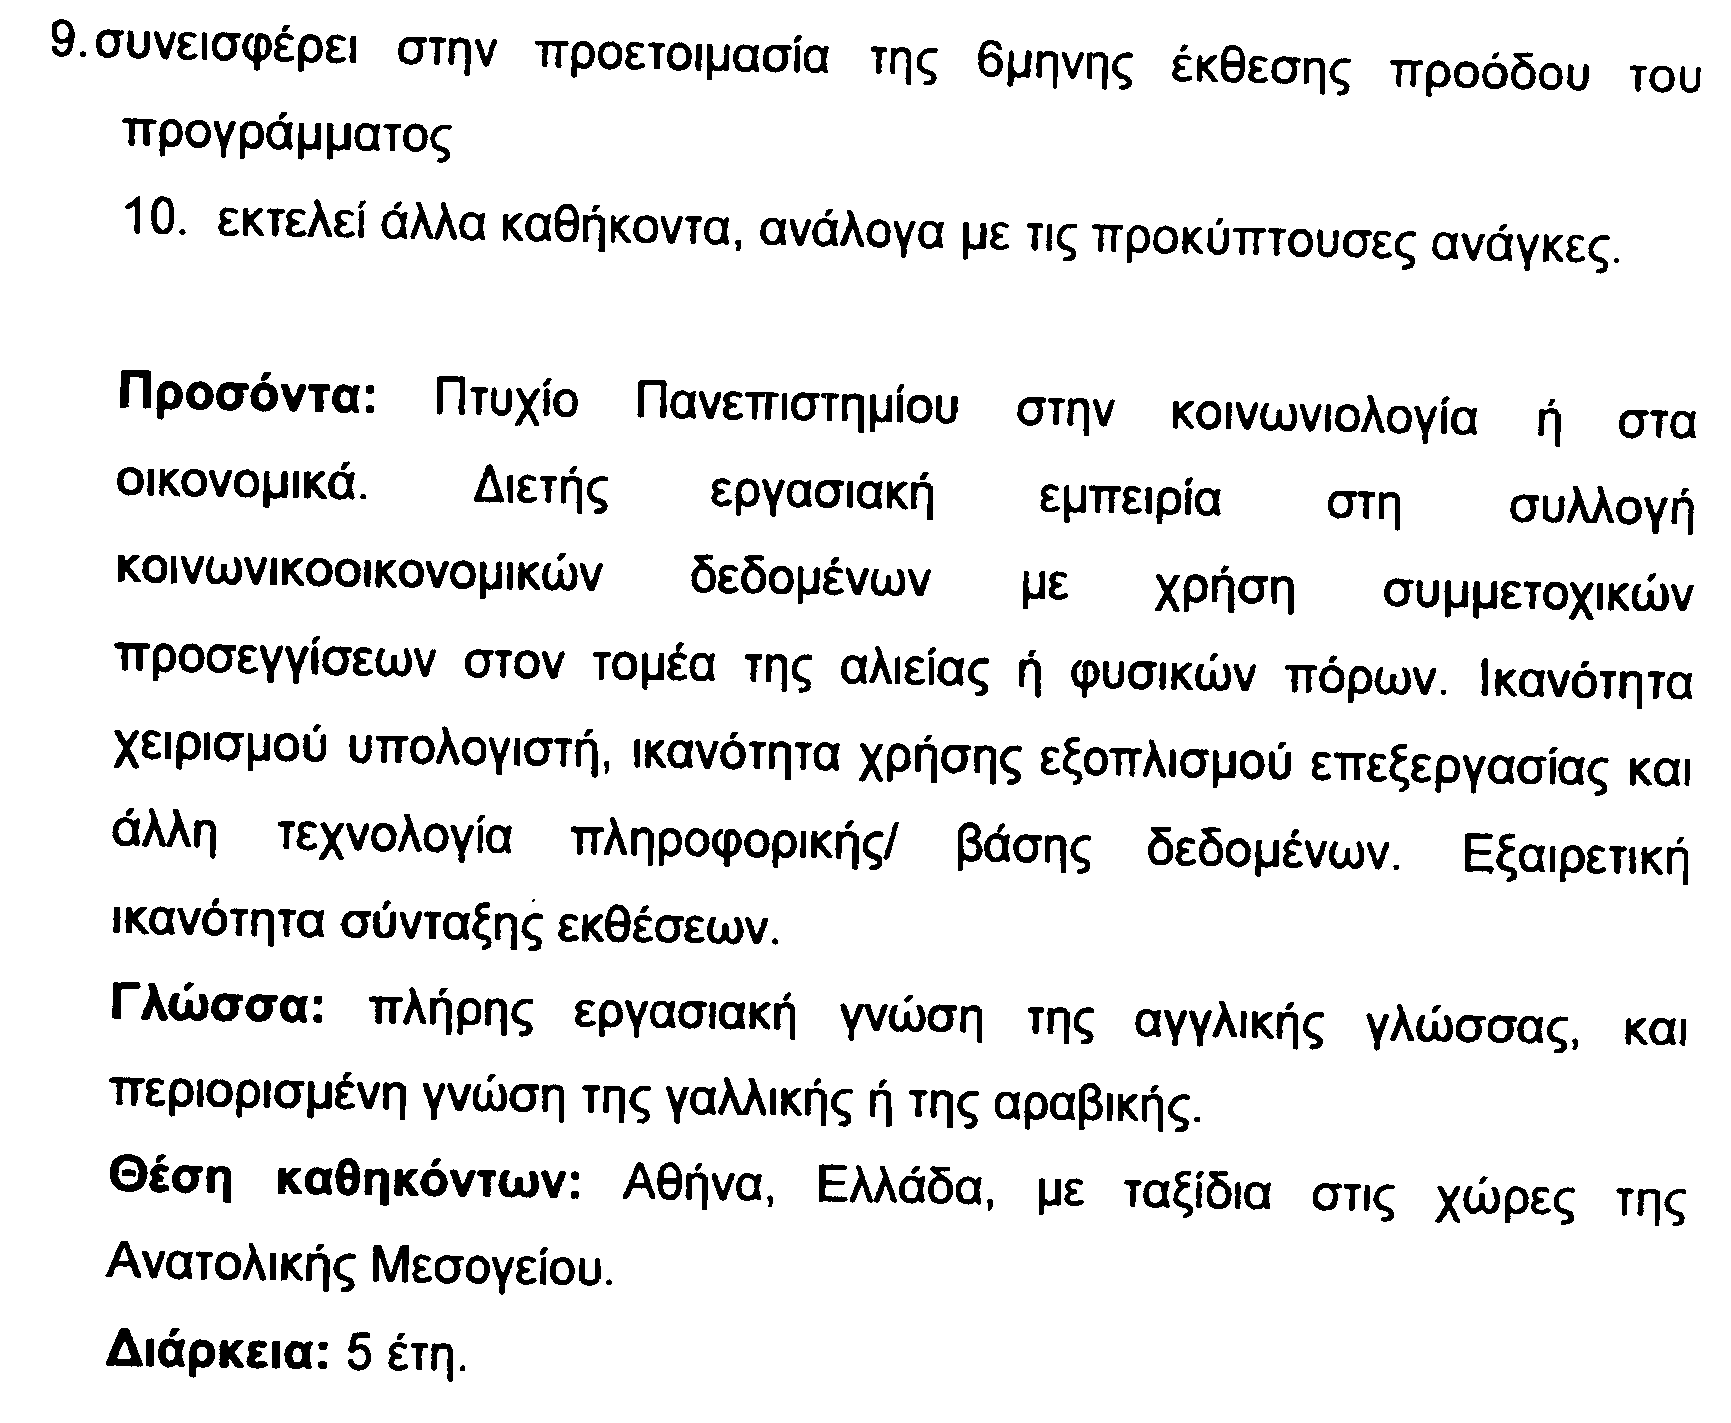 9.συνεισφέρει στην προετοιμασία της 6μηνης έκθεσης προόδου του
προγράμματος
10. εκτελεί άλλα καθήκοντα, ανάλογα με τις προκύπτουσες ανάγκες.
Προσόντα: Πτυχίο Πανεπιστημίου στην κοινωνιολογία ή στα
οικονομικά. Διετής εργασιακή εμπειρία στη συλλογή
κοινωνικοοικονομικών δεδομένων με χρήση συμμετοχικών
προσεγγίσεων στον τομέα της αλιείας ή φυσικών πόρων. Ικανότητα
χειρισμού υπολογιστή, ικανότητα χρήσης εξοπλισμού επεξεργασίας και
άλλη τεχνολογία πληροφορικής/ βάσης δεδομένων. Εξαιρετική
ικανότητα σύνταξης εκθέσεων.
Γλώσσα: πλήρης εργασιακή γνώση της αγγλικής γλώσσας, και
περιορισμένη γνώση της γαλλικής ή της αραβικής.
Θέση καθηκόντων: Αθήνα, Ελλάδα, με ταξίδια στις χώρες της
Ανατολικής Μεσογείου.
Διάρκεια: 5 έτη.